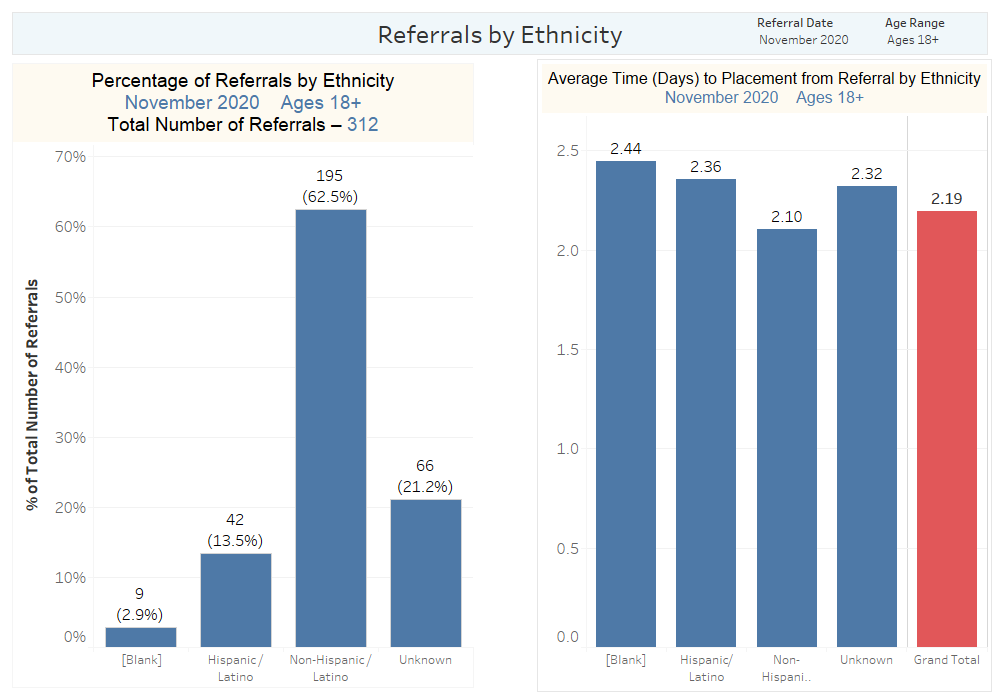 Referrals by Ethnicity
Referral Date
November 2020
Age Range
Ages 18+
Percentage of Referrals by Ethnicity
November 2020 Ages 18+
Total Number of Referrals – 312
% of Total Number of Referrals
70%
60%
50%
40%
30%
20%
10%
0%
9
(2.9%)
42
(13.5%)
195
(62.5%)
66
(21.2%)
[Blank]
Hispanic/
Latino
Non-Hispanic/
Latino
Unknown
Average Time (Days) to Placement from Referral by Ethnicity
November 2020 Ages 18+
2.5
2.0
1.5
1.0
0.5
0.0
2.44
2.36
2.10
2.32
2.19
[Blank]
Hispanic/
Latino
Non-
Hispani..
Unknown
Grand Total